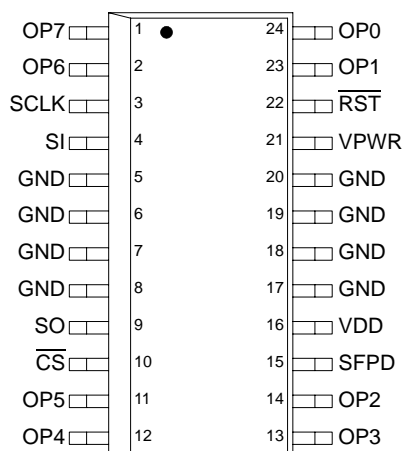 OP7 1 24 OP0
OP6 2 23 OP1
SCLK 3 22 R̅S̅T̅
SI 4 21 VPWR
GND 5 20 GND
GND 6 19 GND
GND 7 18 GND
GND 8 17 GND
SO 9 16 VDD
C̅S̅ 10 15 SFPD
OP5 11 14 OP2
OP4 12 13 OP3